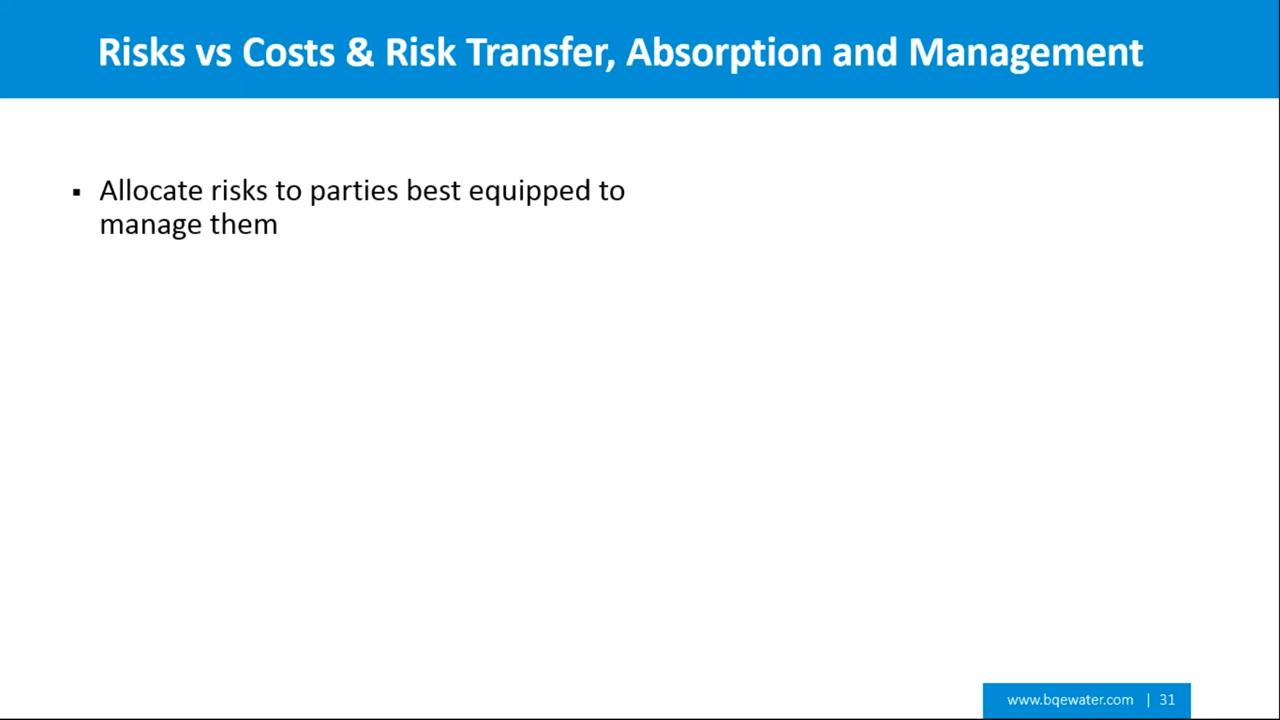 Risks vs Costs & Risk Transfer, Absorption and Management
▪ Allocate risks to parties best equipped to
manage them
www.bqewater.com | 31